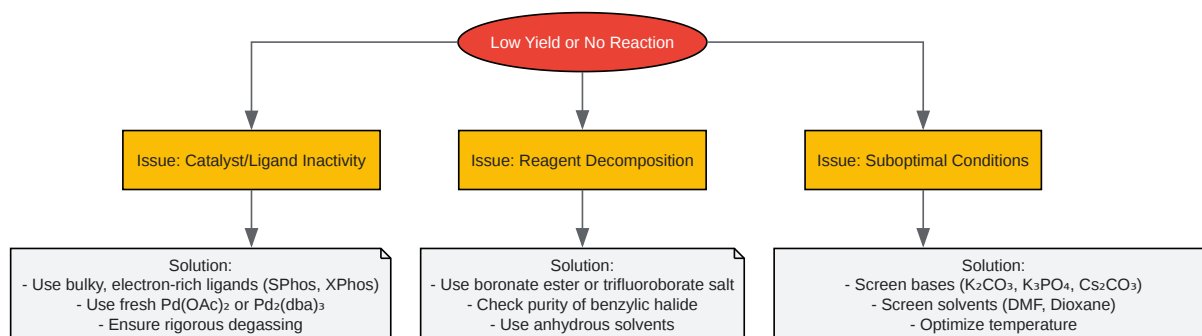 Low Yield or No Reaction
Issue: Catalyst/Ligand Inactivity
Issue: Reagent Decomposition
Issue: Suboptimal Conditions
Solution:
- Use bulky, electron-rich ligands (SPhos, XPhos)
- Use fresh Pd(OAc)₂ or Pd₂(dba)₃
- Ensure rigorous degassing
Solution:
- Use boronate ester or trifluoroborate salt
- Check purity of benzylic halide
- Use anhydrous solvents
Solution:
- Screen bases (K₂CO₃, K₃PO₄, Cs₂CO₃)
- Screen solvents (DMF, Dioxane)
- Optimize temperature